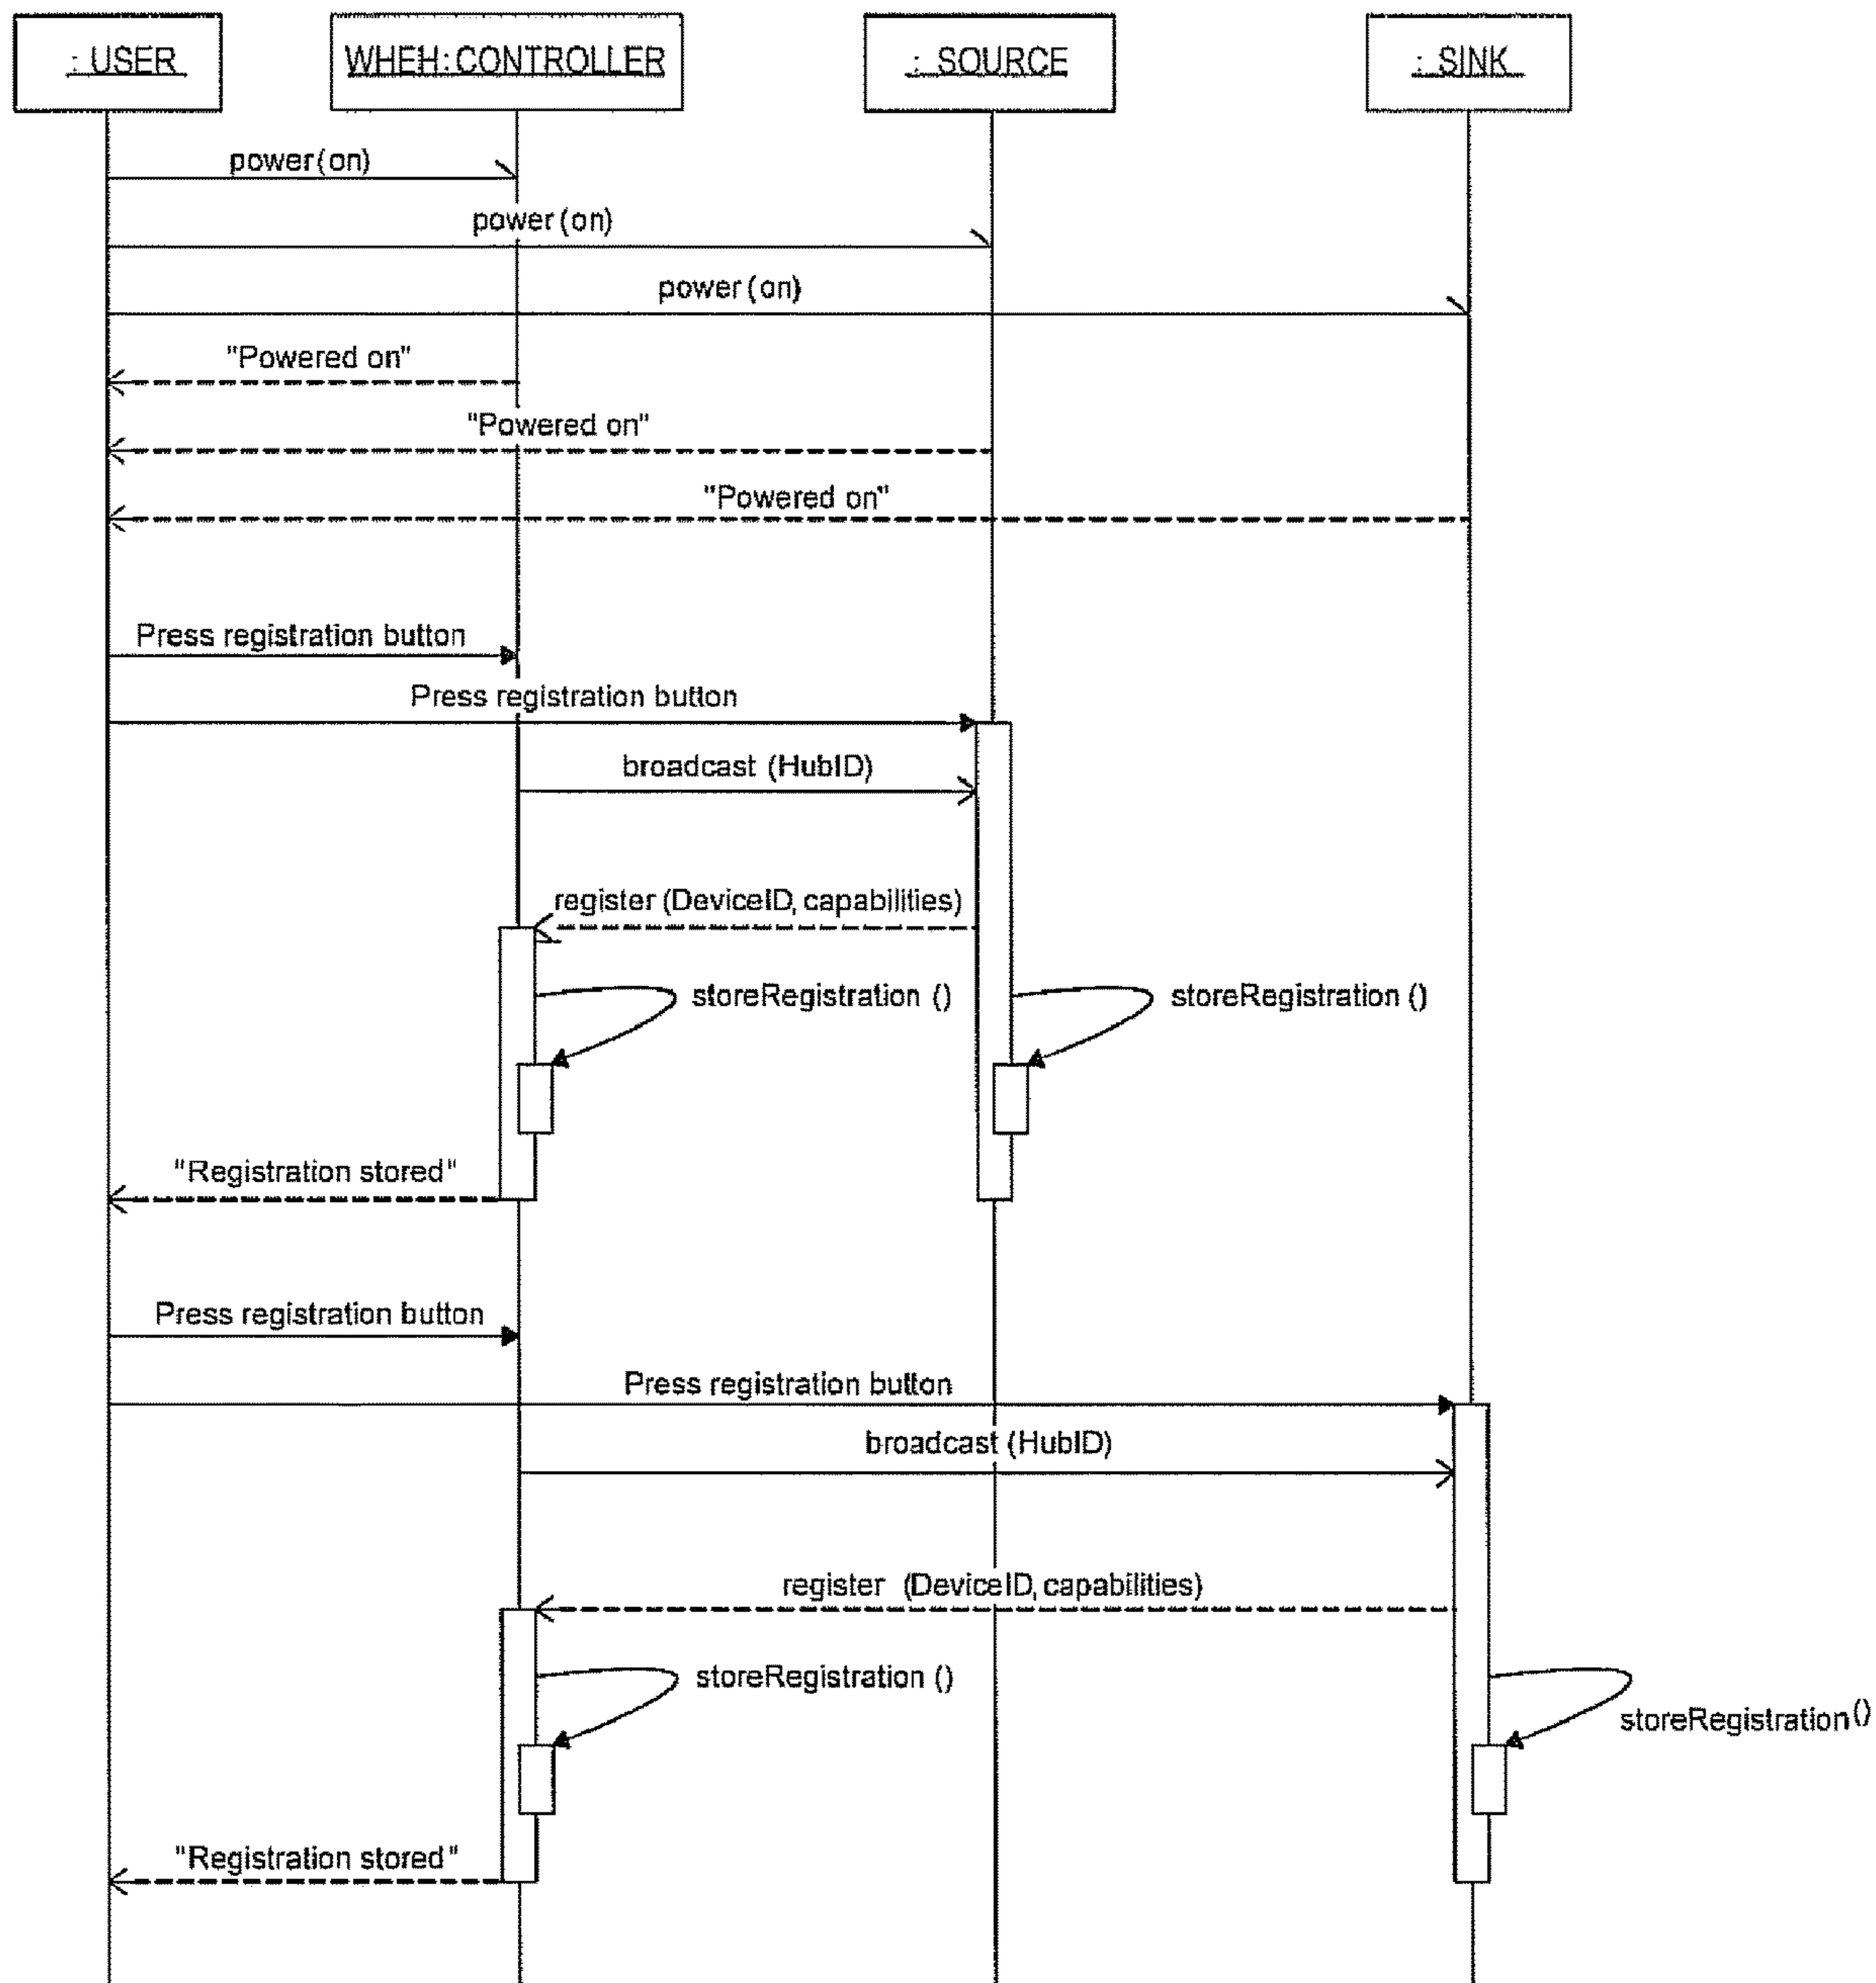 : USER
WHEH: CONTROLLER
: SOURCE
: SINK
power (on)
power (on)
power (on)
"Powered on"
"Powered on"
"Powered on"
Press registration button
Press registration button
broadcast (HubID)
register (DeviceID, capabilities)
storeRegistration ()
storeRegistration ()
"Registration stored"
Press registration button
Press registration button
broadcast (HubID)
register (DeviceID, capabilities)
storeRegistration ()
storeRegistration ()
"Registration stored"